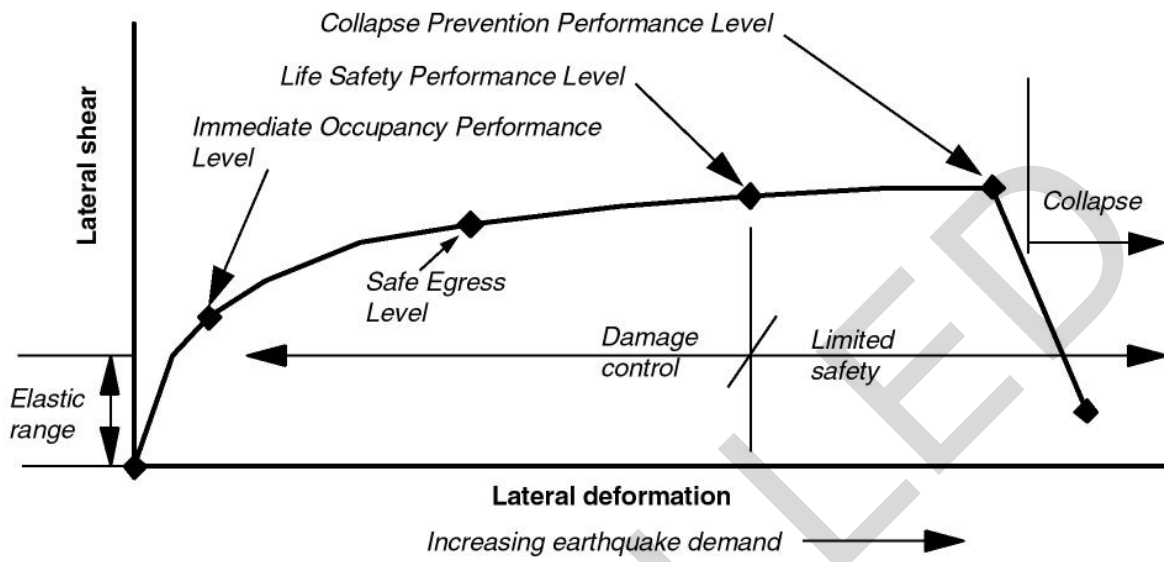 Collapse Prevention Performance Level
Life Safety Performance Level
Immediate Occupancy Performance
Level
Lateral shear
Collapse
Safe Egress
Level
Damage
control
Limited
safety
Elastic
range
Lateral deformation
Increasing earthquake demand
LED